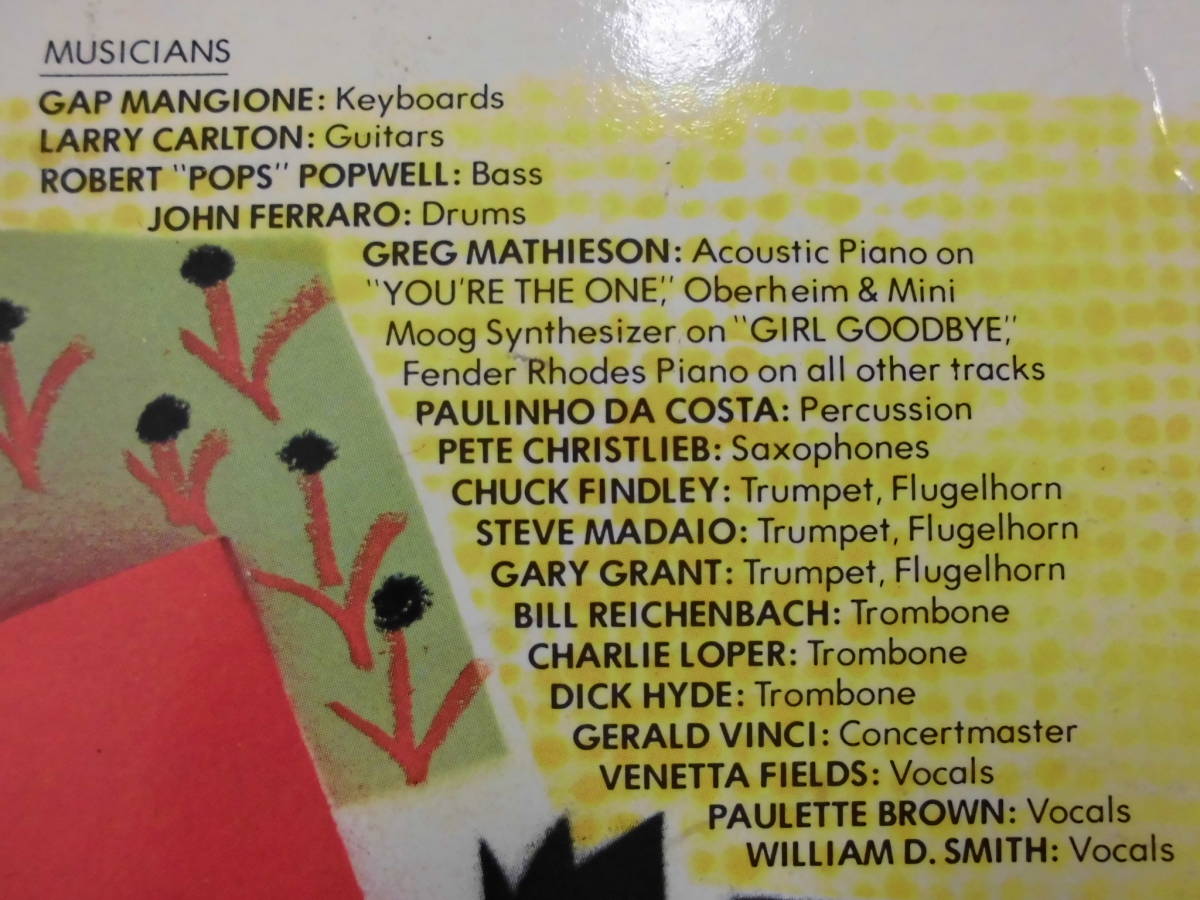 MUSICIANS
GAP MANGIONE: Keyboards
LARRY CARLTON: Guitars
ROBERT "POPS" POPWELL: Bass
JOHN FERRARO: Drums
GREG MATHIESON: Acoustic Piano on
"YOU'RE THE ONE," Oberheim & Mini
Moog Synthesizer on "GIRL GOODBYE,"
Fender Rhodes Piano on all other tracks
PAULINHO DA COSTA: Percussion
PETE CHRISTLIEB: Saxophones
CHUCK FINDLEY: Trumpet, Flugelhorn
STEVE MADAIO: Trumpet, Flugelhorn
GARY GRANT: Trumpet, Flugelhorn
BILL REICHENBACH: Trombone
CHARLIE LOPER: Trombone
DICK HYDE: Trombone
GERALD VINCI: Concertmaster
VENETTA FIELDS: Vocals
PAULETTE BROWN: Vocals
WILLIAM D. SMITH: Vocals